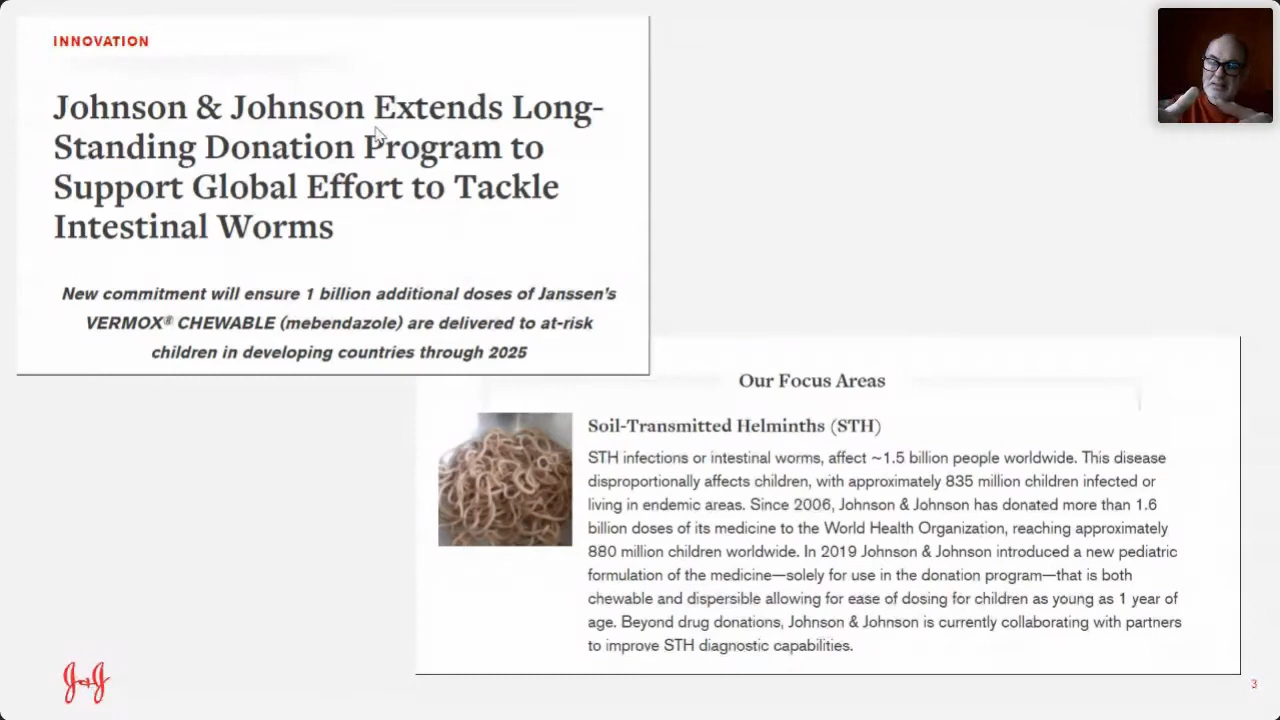 INNOVATION
Johnson & Johnson Extends Long-
Standing Donation Program to
Support Global Effort to Tackle
Intestinal Worms
New commitment will ensure 1 billion additional doses of Janssen's
VERMOX® CHEWABLE (mebendazole) are delivered to at-risk
children in developing countries through 2025
Our Focus Areas
Soil-Transmitted Helminths (STH)
STH infections or intestinal worms, affect ~1.5 billion people worldwide. This disease
disproportionally affects children, with approximately 835 million children infected or
living in endemic areas. Since 2006, Johnson & Johnson has donated more than 1.6
billion doses of its medicine to the World Health Organization, reaching approximately
880 million children worldwide. In 2019 Johnson & Johnson introduced a new pediatric
formulation of the medicine—solely for use in the donation program—that is both
chewable and dispersible allowing for ease of dosing for children as young as 1 year of
age. Beyond drug donations, Johnson & Johnson is currently collaborating with partners
to improve STH diagnostic capabilities.
J&J
3